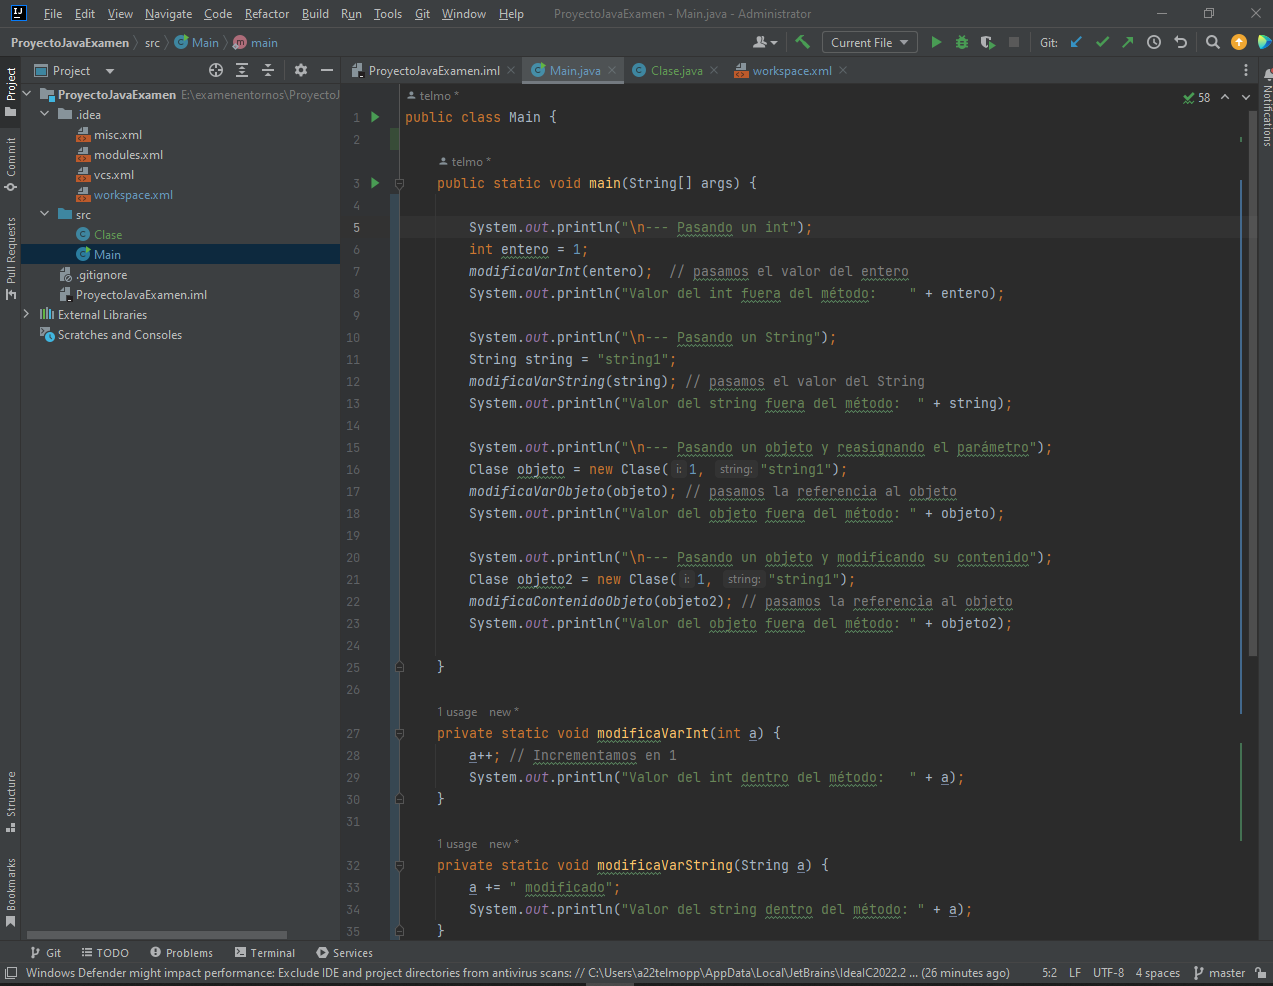 File Edit View Navigate Code Refactor Build Run Tools Git Window Help ProyectoJavaExamen - Main.java - Administrator
ProyectoJavaExamen src Main main Current File Git:
Project ProyectoJavaExamen.iml Main.java Clase.java workspace.xml
ProyectoJavaExamen E:\examenentornos\ProyectoJ
.idea
misc.xml
modules.xml
vcs.xml
workspace.xml
src
Clase
Main
.gitignore
ProyectoJavaExamen.iml
External Libraries
Scratches and Consoles
Project
Commit
Pull Requests
Structure
Bookmarks
Notifications
58
telmo *
1 public class Main {
2
telmo *
3 public static void main(String[] args) {
4
5 System.out.println("\n--- Pasando un int");
6 int entero = 1;
7 modificaVarInt(entero);  // pasamos el valor del entero
8 System.out.println("Valor del int fuera del método:    " + entero);
9
10 System.out.println("\n--- Pasando un String");
11 String string = "string1";
12 modificaVarString(string); // pasamos el valor del String
13 System.out.println("Valor del string fuera del método:  " + string);
14
15 System.out.println("\n--- Pasando un objeto y reasignando el parámetro");
16 Clase objeto = new Clase( i: 1, string: "string1");
17 modificaVarObjeto(objeto); // pasamos la referencia al objeto
18 System.out.println("Valor del objeto fuera del método: " + objeto);
19
20 System.out.println("\n--- Pasando un objeto y modificando su contenido");
21 Clase objeto2 = new Clase( i: 1, string: "string1");
22 modificaContenidoObjeto(objeto2); // pasamos la referencia al objeto
23 System.out.println("Valor del objeto fuera del método: " + objeto2);
24
25 }
26
1 usage new *
27 private static void modificaVarInt(int a) {
28 a++; // Incrementamos en 1
29 System.out.println("Valor del int dentro del método:   " + a);
30 }
31
1 usage new *
32 private static void modificaVarString(String a) {
33 a += " modificado";
34 System.out.println("Valor del string dentro del método: " + a);
35 }
Git TODO Problems Terminal Services
Windows Defender might impact performance: Exclude IDE and project directories from antivirus scans: // C:\Users\a22telmopp\AppData\Local\JetBrains\IdeaIC2022.2 ... (26 minutes ago) 5:2 LF UTF-8 4 spaces master